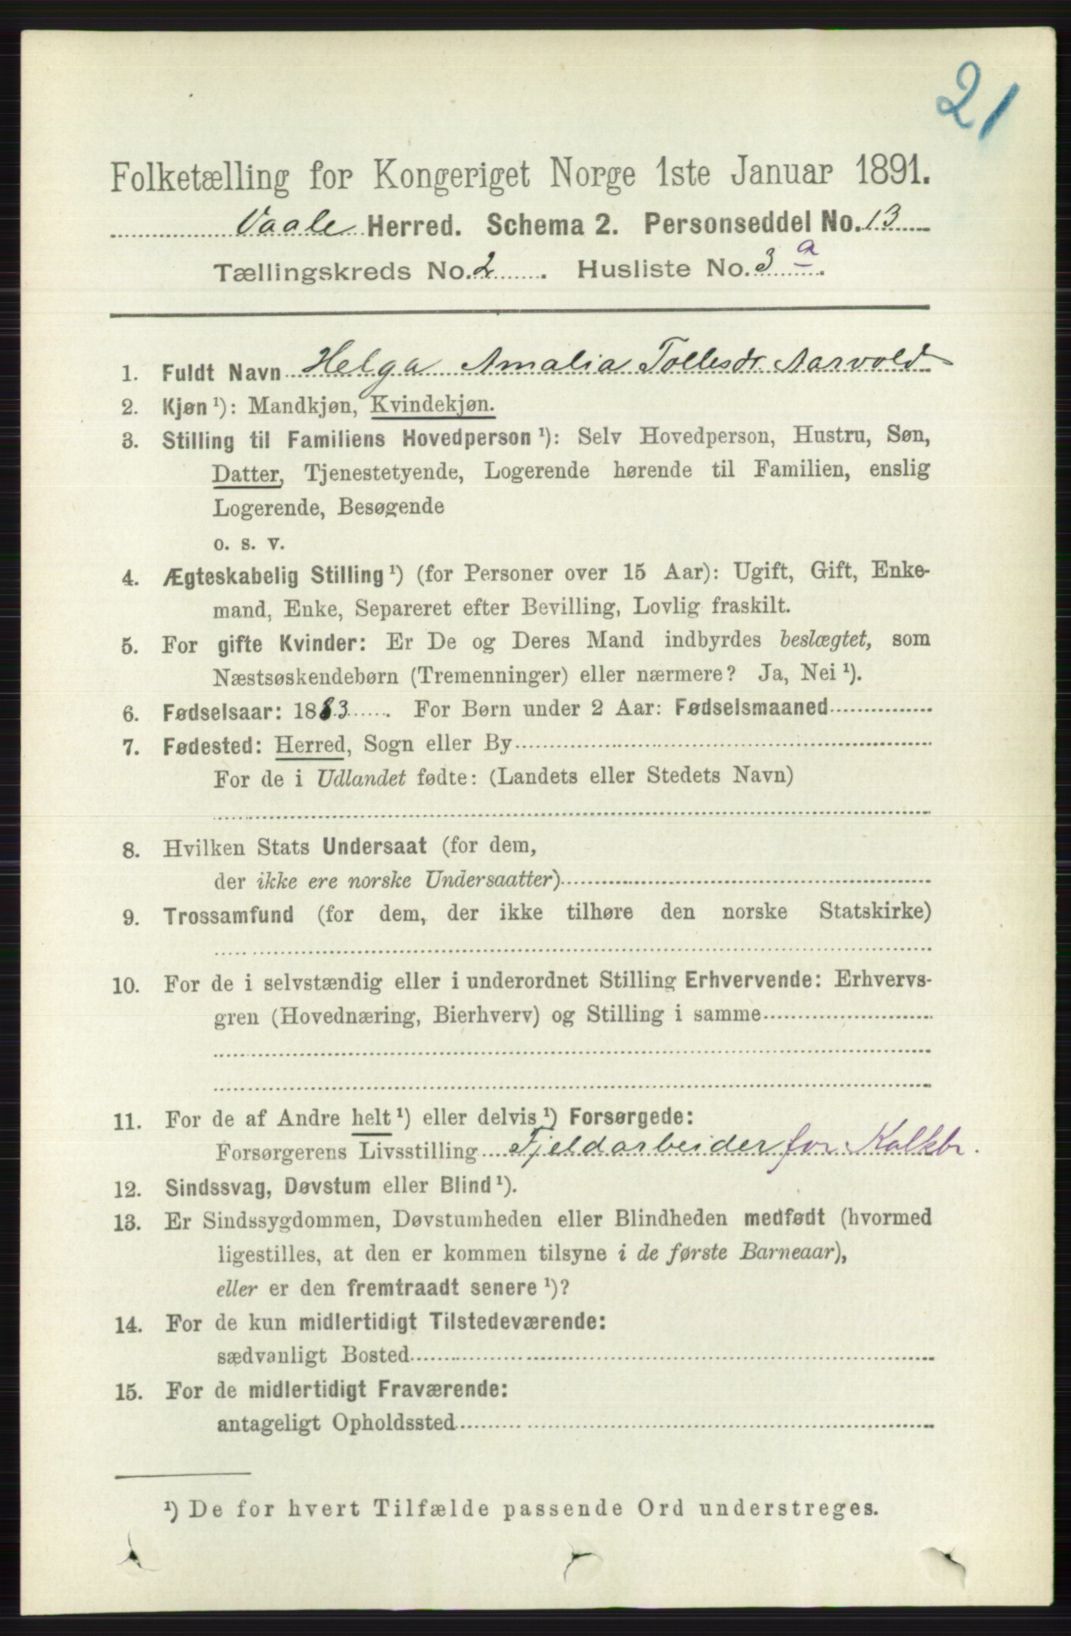 21
Folketælling for Kongeriget Norge 1ste Januar 1891.
Vaale Herred. Schema 2. Personseddel No. 13
Tællingskreds No. 2. Husliste No. 3 a.
1. Fuldt Navn Helga Amalia Tollesdr. Aarvold
2. Kjøn ¹): Mandkjøn, Kvindekjøn.
3. Stilling til Familiens Hovedperson ¹): Selv Hovedperson, Hustru, Søn,
Datter, Tjenestetyende, Logerende hørende til Familien, enslig
Logerende, Besøgende
o. s. v.
4. Ægteskabelig Stilling ¹) (for Personer over 15 Aar): Ugift, Gift, Enke-
mand, Enke, Separeret efter Bevilling, Lovlig fraskilt.
5. For gifte Kvinder: Er De og Deres Mand indbyrdes beslægtet, som
Næstsøskendebørn (Tremenninger) eller nærmere? Ja, Nei ¹).
6. Fødselsaar: 1883. For Børn under 2 Aar: Fødselsmaaned
7. Fødested: Herred, Sogn eller By
For de i Udlandet fødte: (Landets eller Stedets Navn)
8. Hvilken Stats Undersaat (for dem,
der ikke ere norske Undersaatter)
9. Trossamfund (for dem, der ikke tilhøre den norske Statskirke)
10. For de i selvstændig eller i underordnet Stilling Erhvervende: Erhvervs-
gren (Hovednæring, Bierhverv) og Stilling i samme
11. For de af Andre helt ¹) eller delvis ¹) Forsørgede:
Forsørgerens Livsstilling Fjeldarbeider for Kalkbr.
12. Sindssvag, Døvstum eller Blind ¹).
13. Er Sindssygdommen, Døvstumheden eller Blindheden medfødt (hvormed
ligestilles, at den er kommen tilsyne i de første Barneaar),
eller er den fremtraadt senere ¹)?
14. For de kun midlertidigt Tilstedeværende:
sædvanligt Bosted
15. For de midlertidigt Fraværende:
antageligt Opholdssted
¹) De for hvert Tilfælde passende Ord understreges.